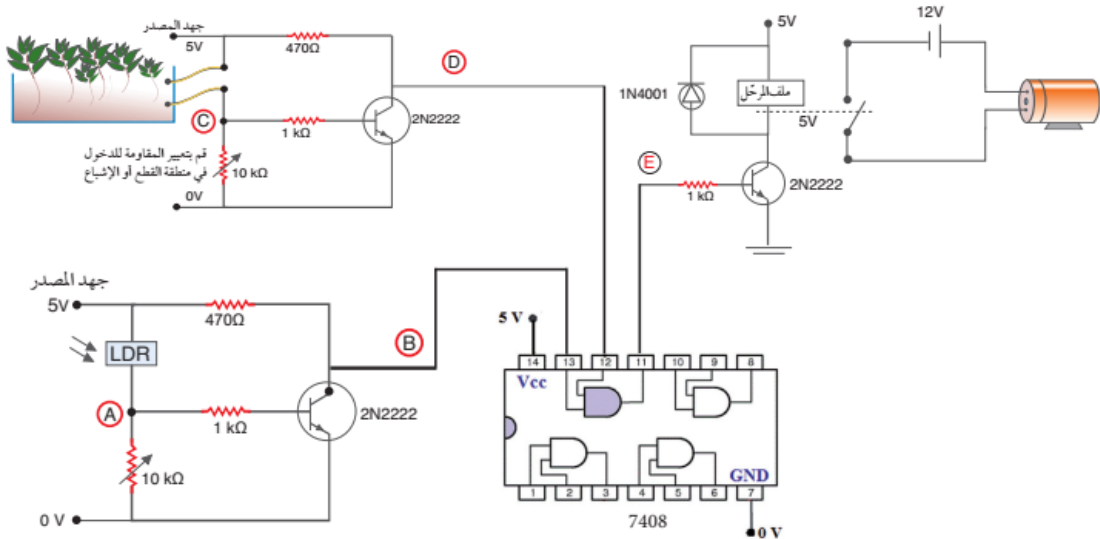 جهد المصدر
5V
470Ω
D
C
1 kΩ
2N2222
قم بتعيير المقاومة للدخول
في منطقة القطع أو الإشباع
10 kΩ
0V
5V
12V
1N4001
ملف المرحّل
5V
E
1 kΩ
2N2222
جهد المصدر
5V
470Ω
LDR
B
A
1 kΩ
2N2222
10 kΩ
0 V
5 V
14 13 12 11 10 9 8
Vcc
GND
1 2 3 4 5 6 7
7408
0 V